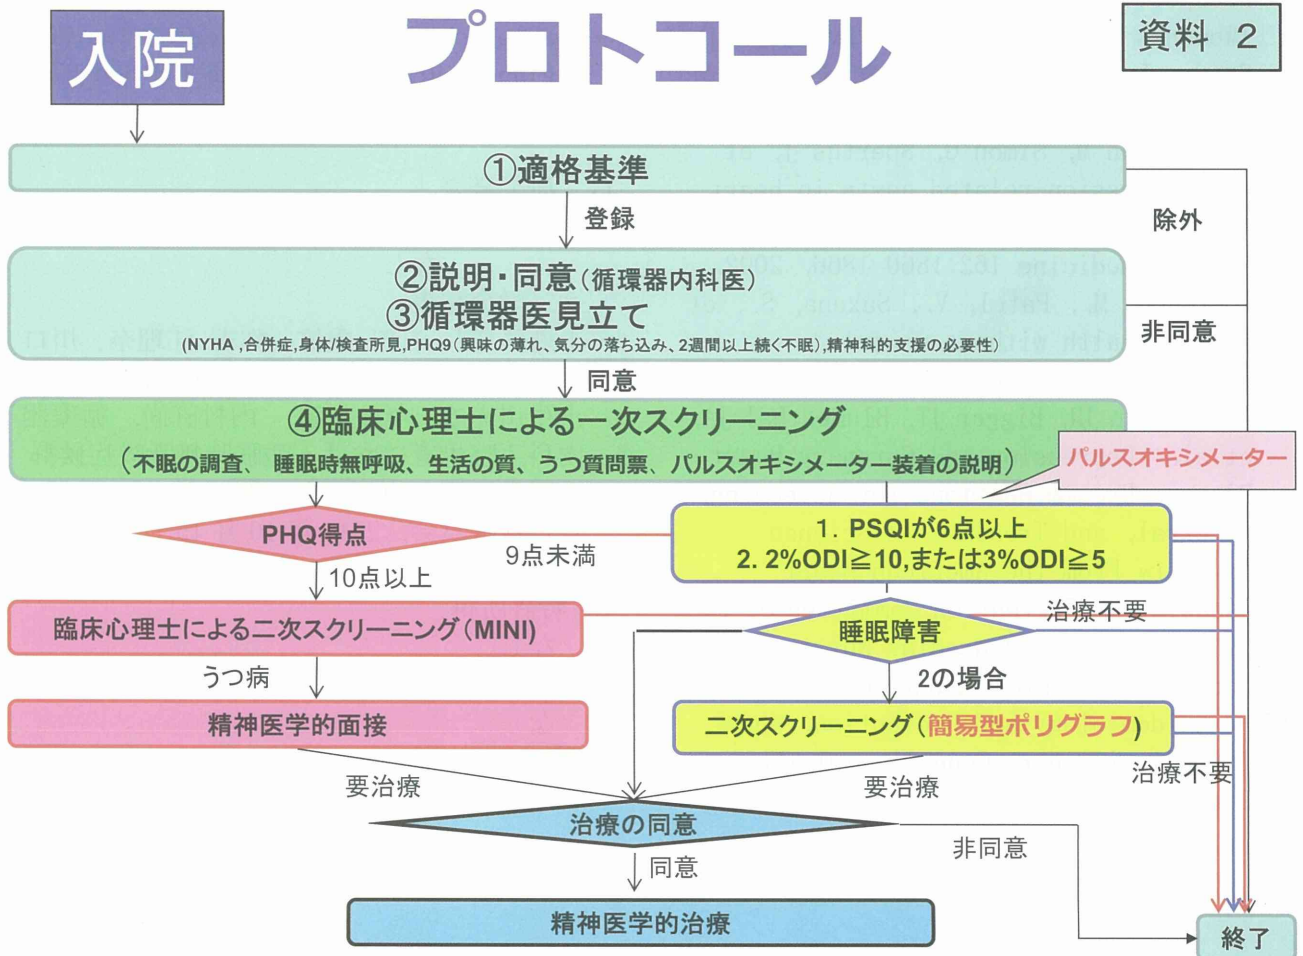 入院
プロトコール
資料 2
①適格基準
登録
除外
②説明・同意(循環器内科医)
③循環器医見立て
(NYHA ,合併症,身体/検査所見,PHQ9(興味の薄れ、気分の落ち込み、2週間以上続く不眠),精神科的支援の必要性)
非同意
同意
④臨床心理士による一次スクリーニング
(不眠の調査、 睡眠時無呼吸、生活の質、うつ質問票、パルスオキシメーター装着の説明)
パルスオキシメーター
PHQ得点
9点未満
10点以上
1. PSQIが6点以上
2. 2%ODI≧10,または3%ODI≧5
臨床心理士による二次スクリーニング(MINI)
睡眠障害
治療不要
うつ病
2の場合
精神医学的面接
二次スクリーニング(簡易型ポリグラフ)
治療不要
要治療
要治療
治療の同意
非同意
同意
精神医学的治療
終了